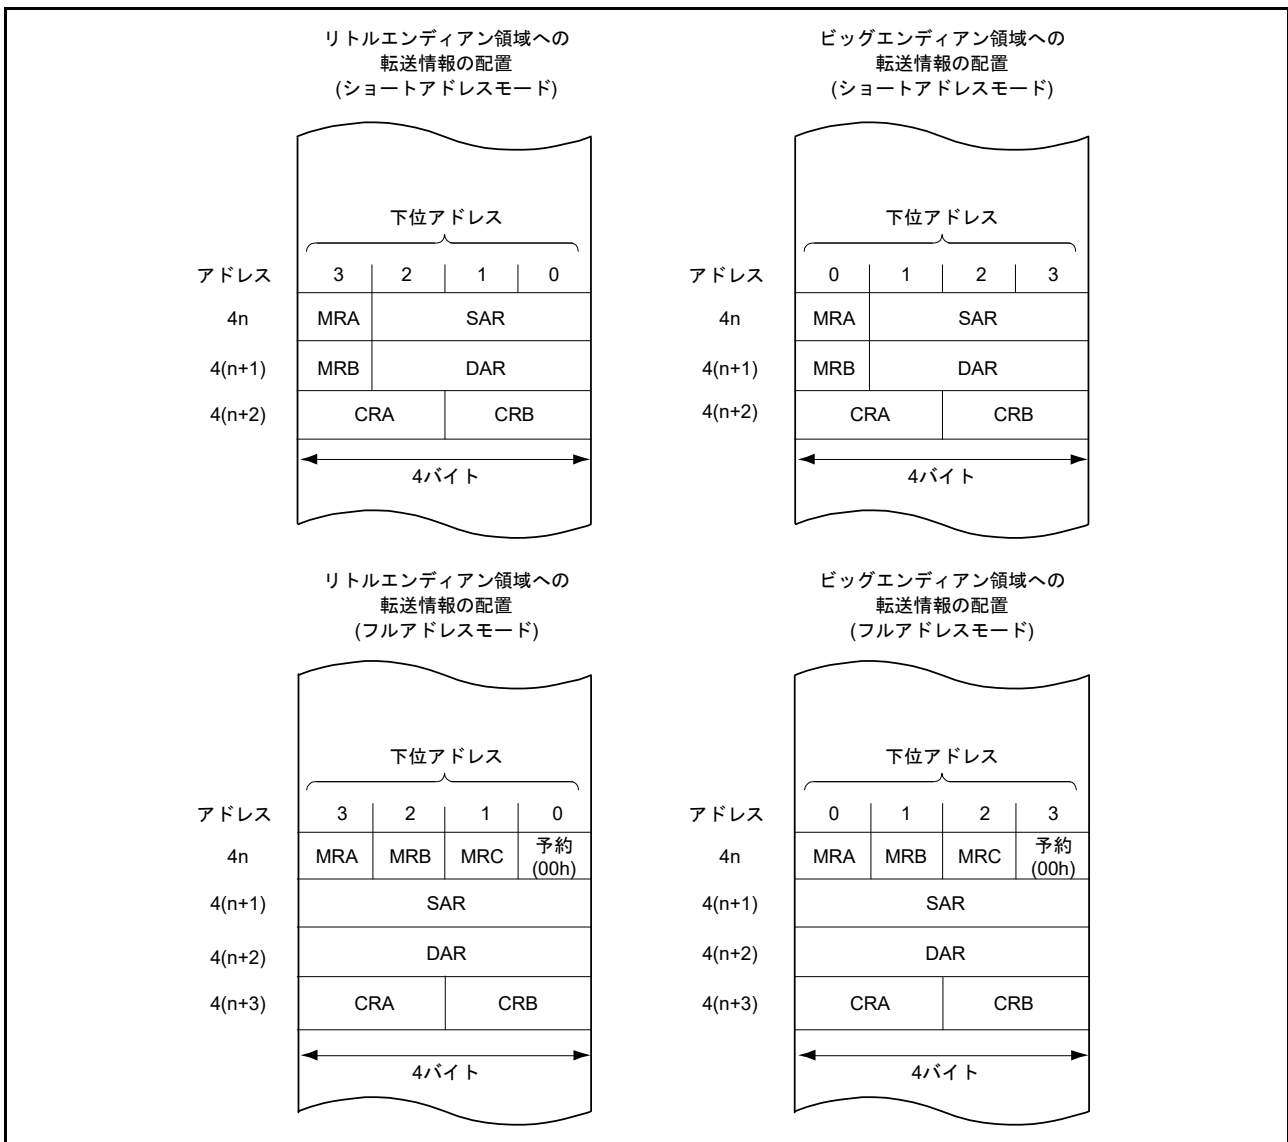 リトルエンディアン領域への
転送情報の配置
(ショートアドレスモード)
下位アドレス
アドレス 3 2 1 0
4n MRA SAR
4(n+1) MRB DAR
4(n+2) CRA CRB
4バイト
ビッグエンディアン領域への
転送情報の配置
(ショートアドレスモード)
下位アドレス
アドレス 0 1 2 3
4n MRA SAR
4(n+1) MRB DAR
4(n+2) CRA CRB
4バイト
リトルエンディアン領域への
転送情報の配置
(フルアドレスモード)
下位アドレス
アドレス 3 2 1 0
4n MRA MRB MRC 予約
(00h)
4(n+1) SAR
4(n+2) DAR
4(n+3) CRA CRB
4バイト
ビッグエンディアン領域への
転送情報の配置
(フルアドレスモード)
下位アドレス
アドレス 0 1 2 3
4n MRA MRB MRC 予約
(00h)
4(n+1) SAR
4(n+2) DAR
4(n+3) CRA CRB
4バイト